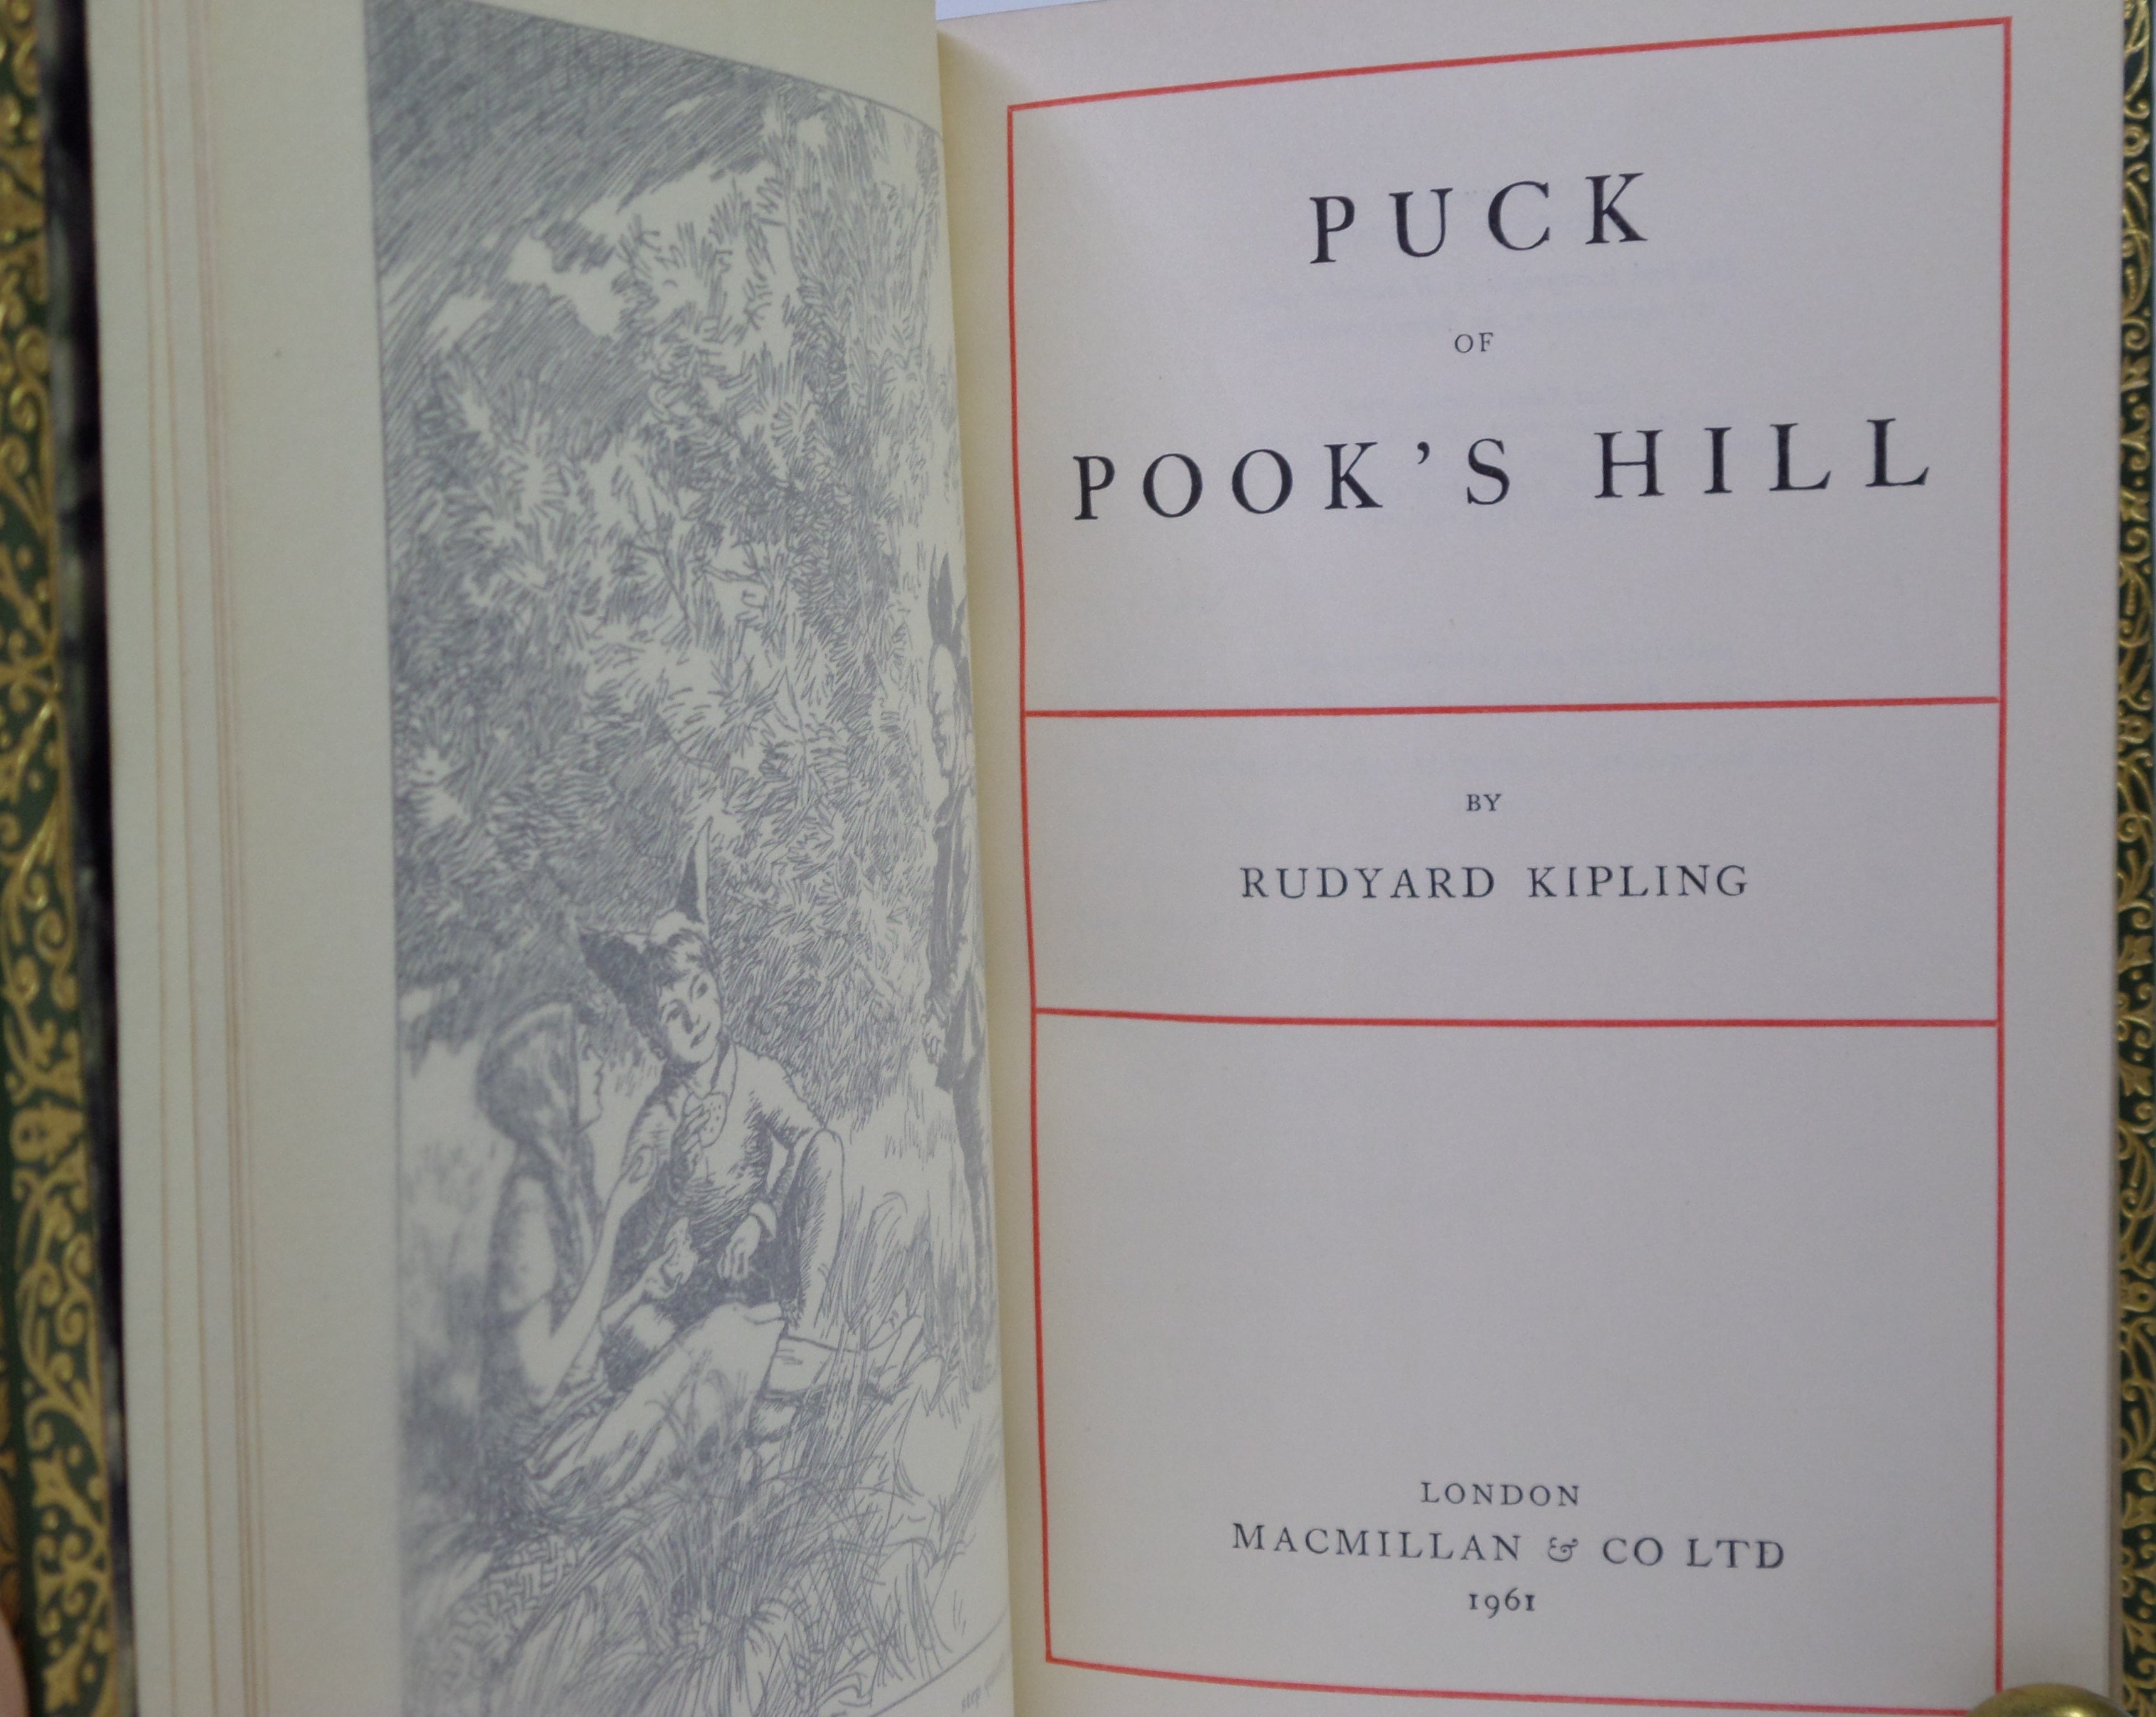 PUCK
OF
POOK'S HILL
BY
RUDYARD KIPLING
LONDON
MACMILLAN & CO LTD
1961